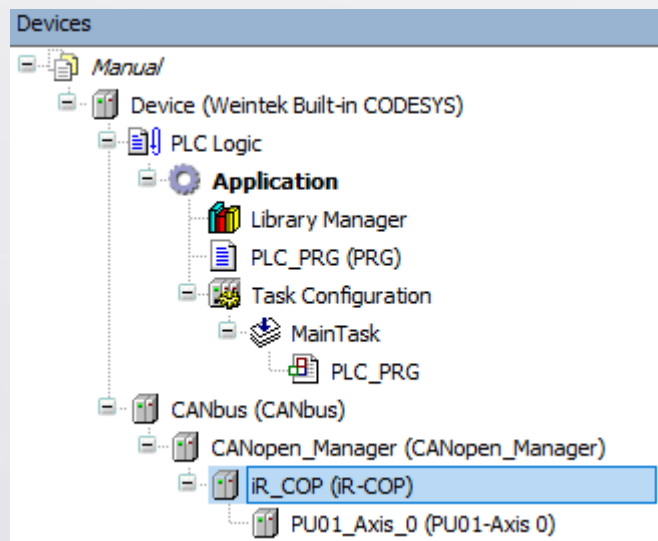 Devices
Manual
Device (Weintek Built-in CODESYS)
PLC Logic
Application
Library Manager
PLC_PRG (PRG)
Task Configuration
MainTask
PLC_PRG
CANbus (CANbus)
CANopen_Manager (CANopen_Manager)
iR_COP (iR-COP)
PU01_Axis_0 (PU01-Axis 0)